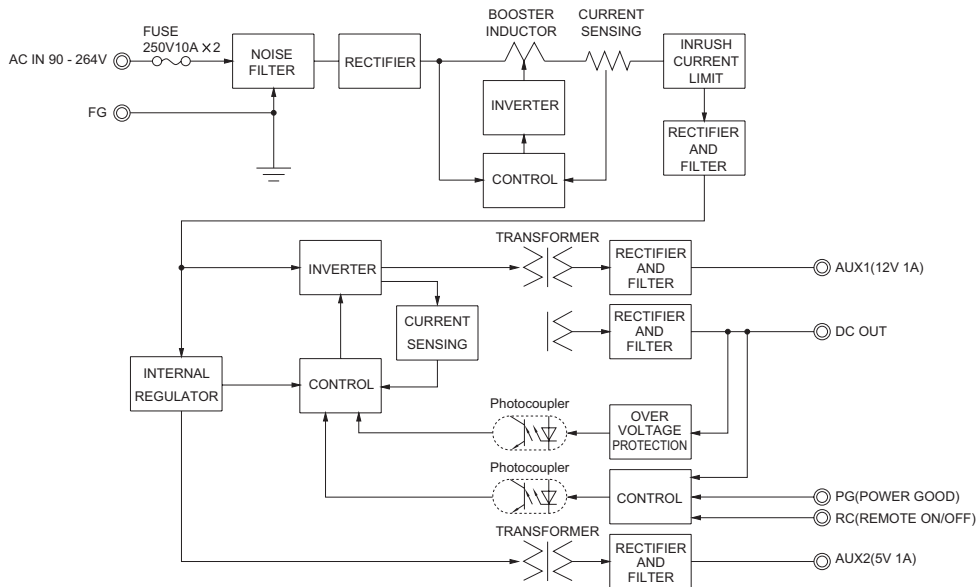 BOOSTER
INDUCTOR
CURRENT
SENSING
FUSE
250V10A ×2
AC IN 90 - 264V
NOISE
FILTER
RECTIFIER
INRUSH
CURRENT
LIMIT
INVERTER
FG
RECTIFIER
AND
FILTER
CONTROL
TRANSFORMER
INVERTER
RECTIFIER
AND
FILTER
AUX1(12V 1A)
CURRENT
SENSING
RECTIFIER
AND
FILTER
DC OUT
INTERNAL
REGULATOR
CONTROL
Photocoupler
OVER
VOLTAGE
PROTECTION
Photocoupler
CONTROL
PG(POWER GOOD)
RC(REMOTE ON/OFF)
TRANSFORMER
RECTIFIER
AND
FILTER
AUX2(5V 1A)